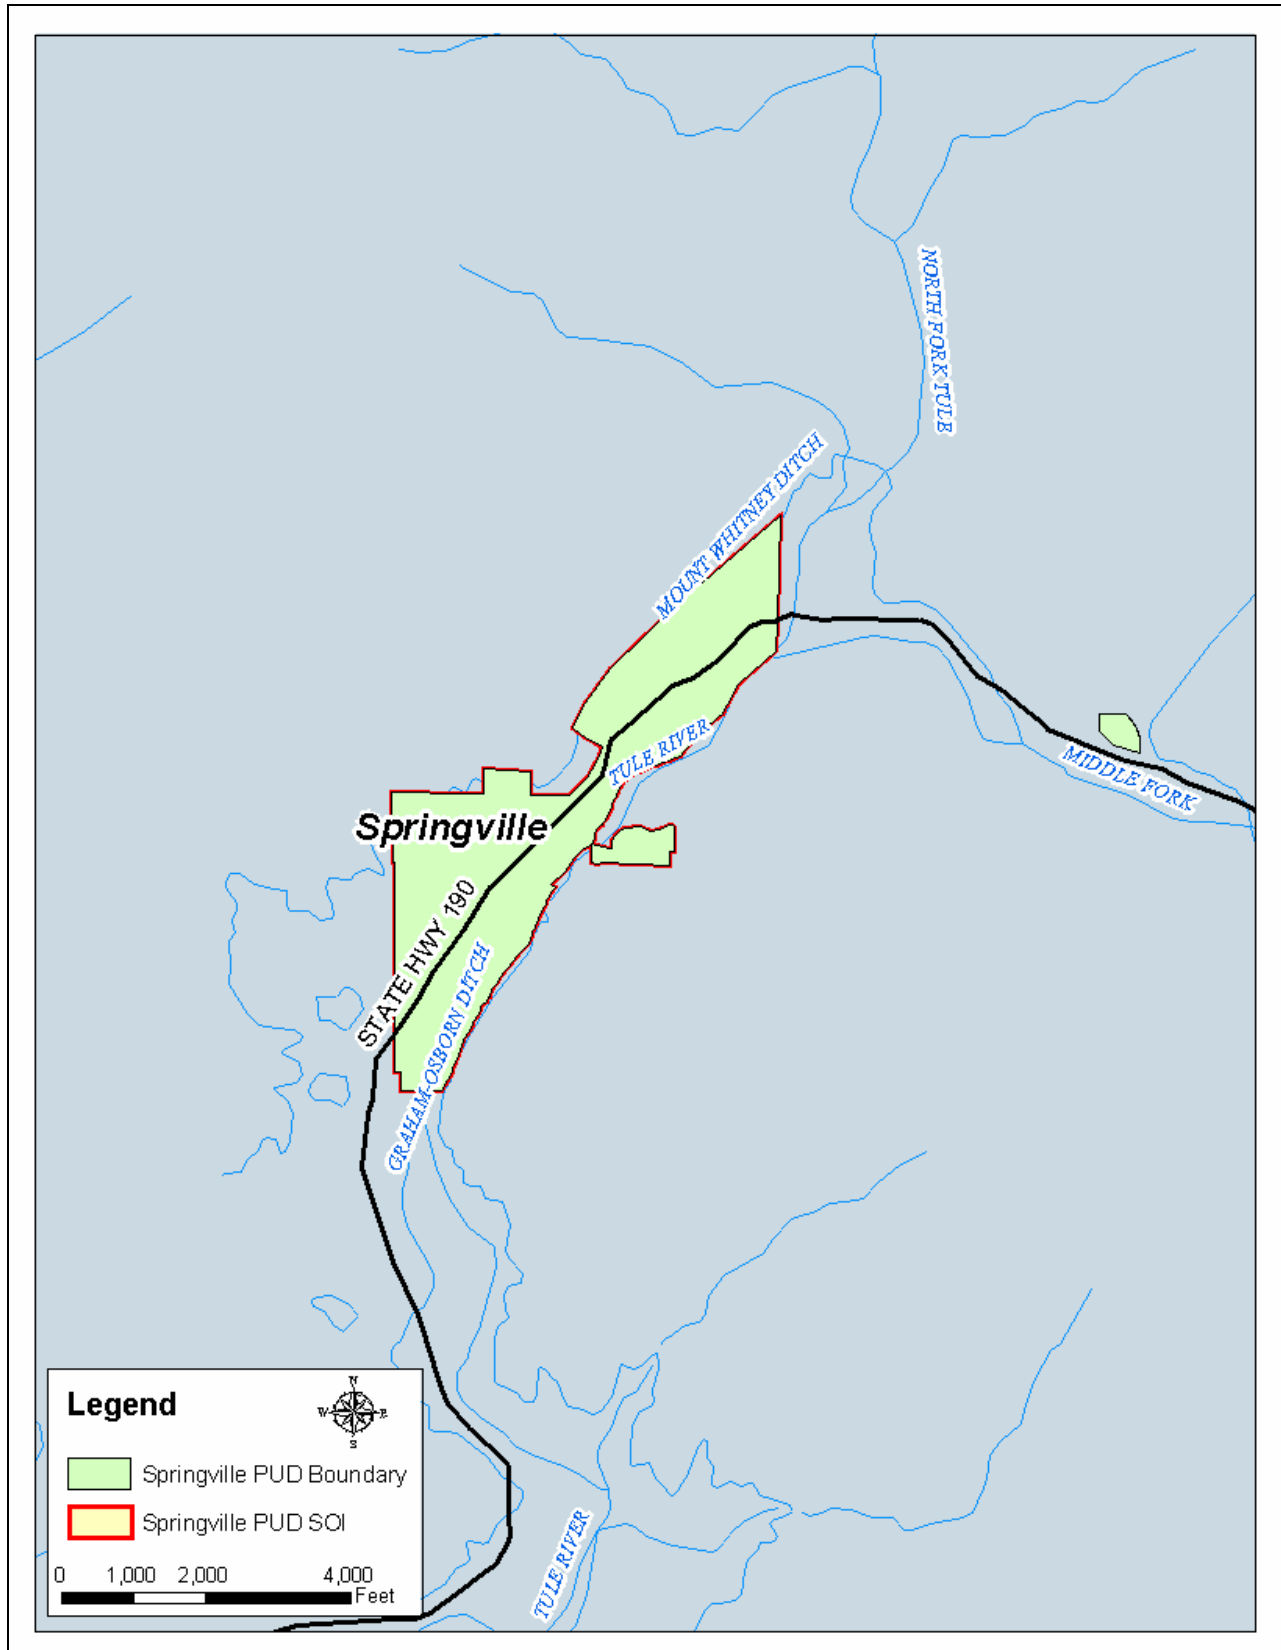 NORTH FORK TULE
MOUNT WHITNEY DITCH
TULE RIVER
MIDDLE FORK
Springville
STATE HWY 190
GRAHAM-OSBORN DITCH
TULE RIVER
Legend
N
W E
S
Springville PUD Boundary
Springville PUD SOI
0 1,000 2,000 4,000
Feet